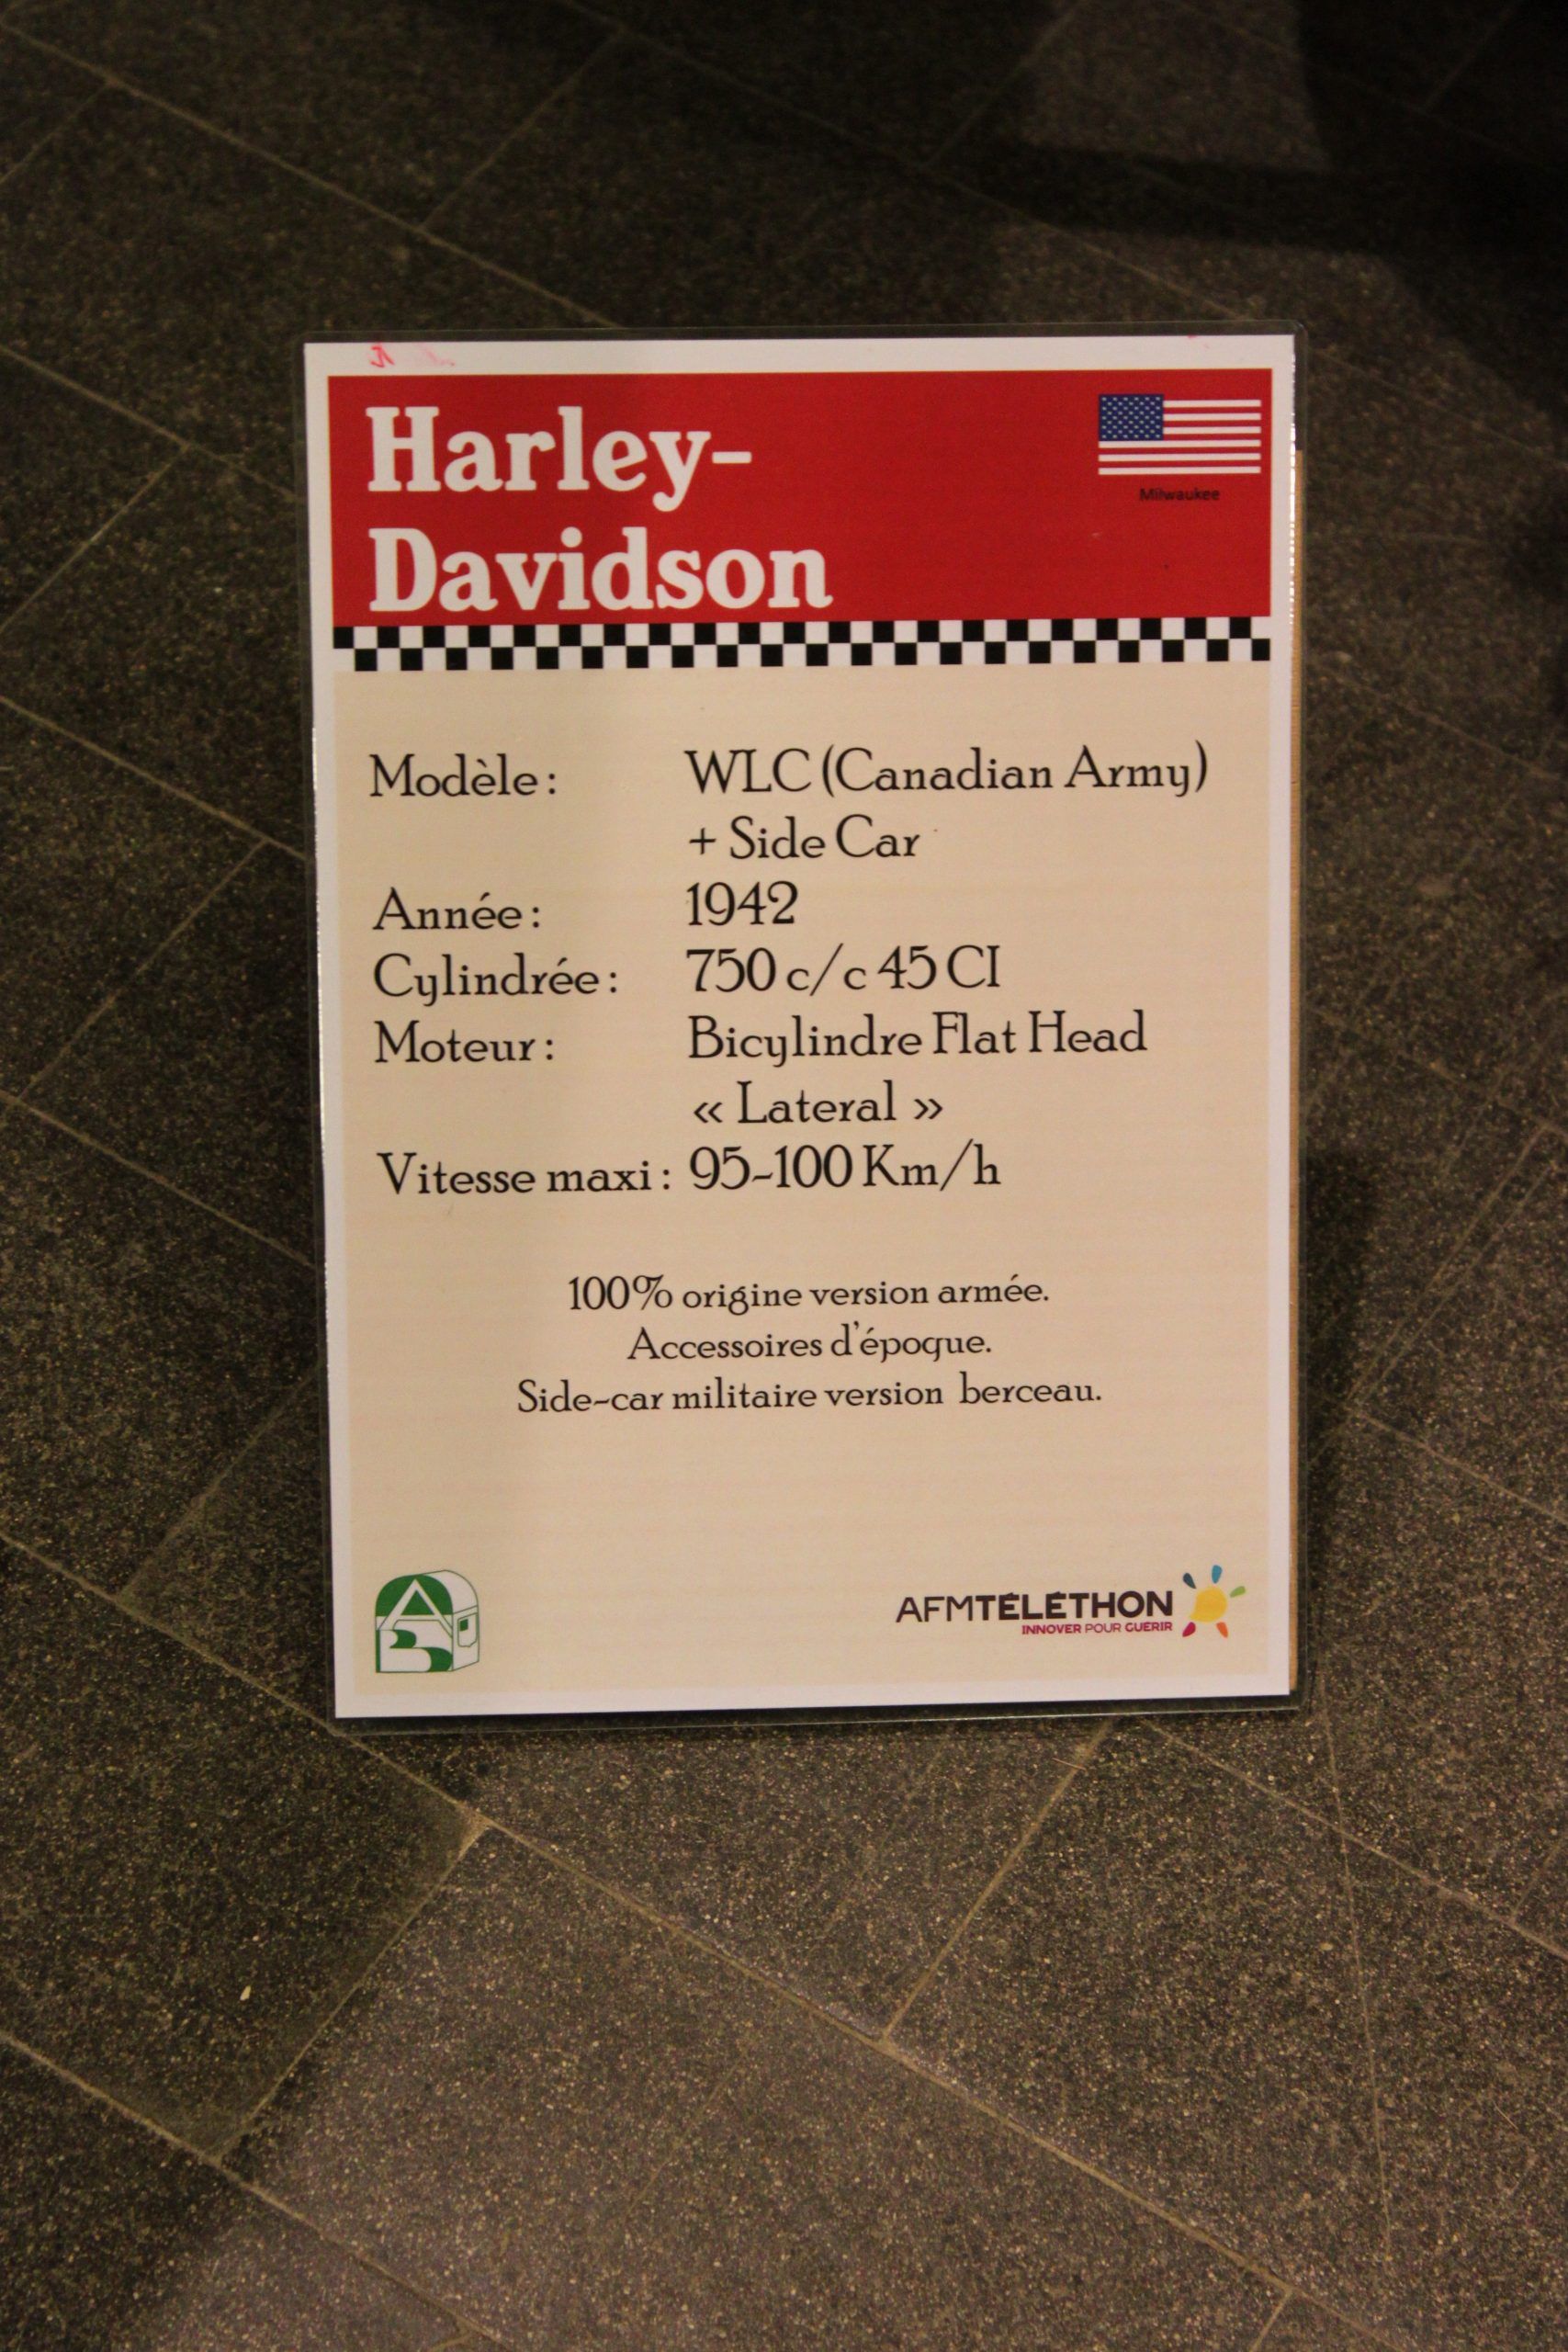 Harley-
Davidson
Milwaukee
Modèle: WLC (Canadian Army)
+ Side Car
Année: 1942
Cylindrée: 750 c/c 45 CI
Moteur: Bicylindre Flat Head
« Lateral »
Vitesse maxi: 95-100 Km/h
100% origine version armée.
Accessoires d'époque.
Side-car militaire version berceau.
AB
AFMTÉLÉTHON
INNOVER POUR GUÉRIR